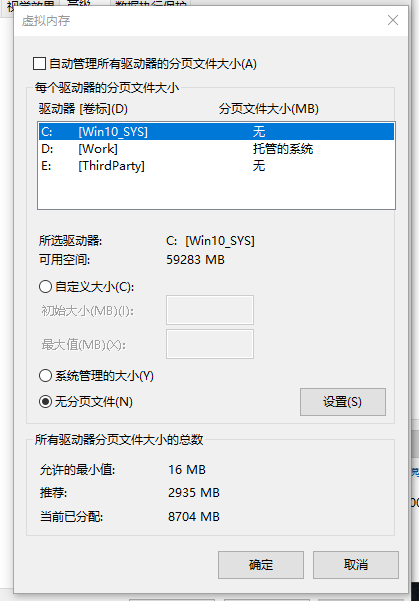 视觉效果 高级 数据执行保护
虚拟内存
自动管理所有驱动器的分页文件大小(A)
每个驱动器的分页文件大小
驱动器 [卷标](D) 分页文件大小(MB)
C: [Win10_SYS] 无
D: [Work] 托管的系统
E: [ThirdParty] 无
所选驱动器: C: [Win10_SYS]
可用空间: 59283 MB
自定义大小(C):
初始大小(MB)(I):
最大值(MB)(X):
系统管理的大小(Y)
无分页文件(N)
设置(S)
所有驱动器分页文件大小的总数
允许的最小值: 16 MB
推荐: 2935 MB
当前已分配: 8704 MB
确定 取消